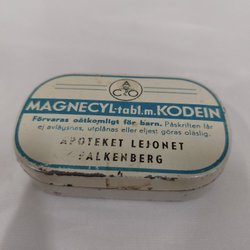 ACO
MAGNECYL-tabl.m.KODEIN
Förvaras oåtkomligt för barn. Påskriften får
ej avlägsnas, utplånas eller eljest göras oläslig.
APOTEKET LEJONET
FALKENBERG